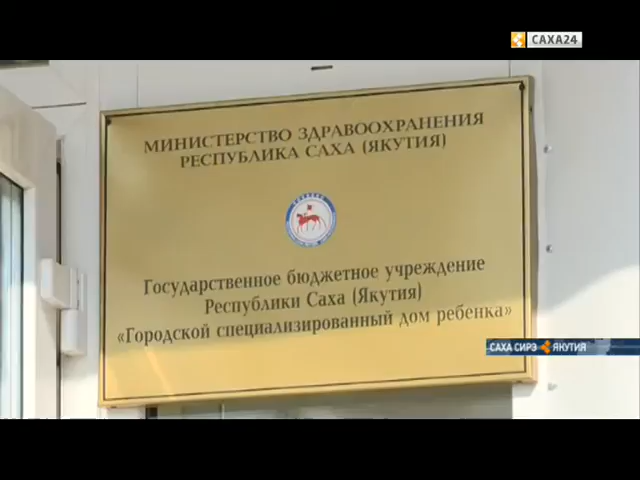 САХА24
МИНИСТЕРСТВО ЗДРАВООХРАНЕНИЯ
РЕСПУБЛИКА САХА (ЯКУТИЯ)
Государственное бюджетное учреждение
Республики Саха (Якутия)
«Городской специализированный дом ребенка»
САХА СИРЭ ЯКУТИЯ